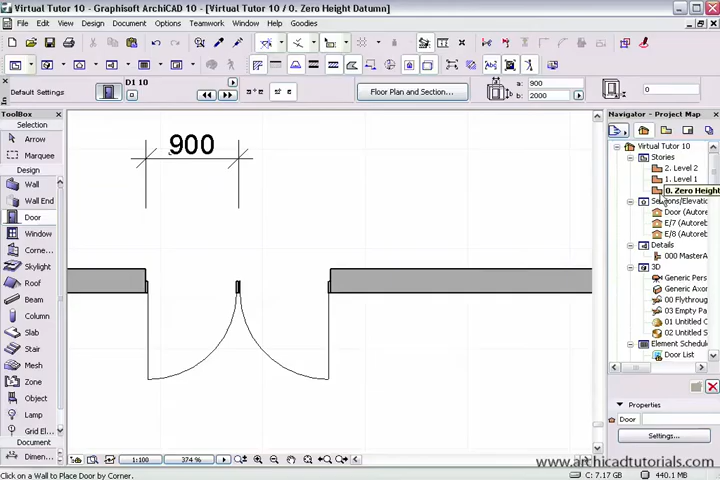 Virtual Tutor 10 - Graphisoft ArchiCAD 10 - [Virtual Tutor 10 / 0. Zero Height Datumn]
File Edit View Design Document Options Teamwork Window Help Goodies
Default Settings
D1 10
Floor Plan and Section...
a: 900
b: 2000
0
ToolBox
Selection
Arrow
Marquee
Design
Wall
Wall End
Door
Window
Corne...
Skylight
Roof
Beam
Column
Slab
Stair
Mesh
Zone
Object
Lamp
Grid El...
Document
Dimen...
900
Navigator - Project Map
Virtual Tutor 10
Stories
2. Level 2
1. Level 1
0. Zero Height
Sections/Elevatio
Door (Autore
E/7 (Autoreb
E/8 (Autoreb
Details
000 MasterA
3D
Generic Pers
Generic Axon
00 Flythroug
03 Empty Pa
01 Untitled C
02 Untitled S
Element Schedule
Door List
Properties
Door
Settings...
1:100
374 %
www.archicadtutorials.com
Click on a Wall to Place Door by Corner.
C: 7.17 GB
440.1 MB